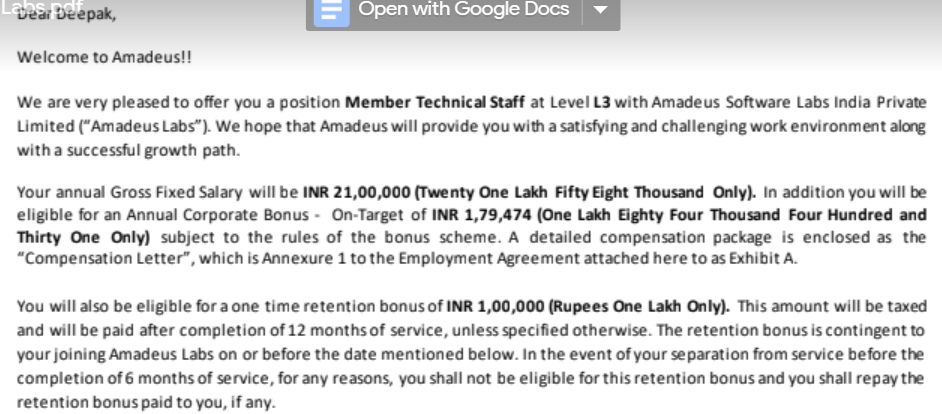 Labs.pdf
Open with Google Docs
Dear Deepak,
Welcome to Amadeus!!
We are very pleased to offer you a position Member Technical Staff at Level L3 with Amadeus Software Labs India Private
Limited (“Amadeus Labs”). We hope that Amadeus will provide you with a satisfying and challenging work environment along
with a successful growth path.
Your annual Gross Fixed Salary will be INR 21,00,000 (Twenty One Lakh Fifty Eight Thousand Only). In addition you will be
eligible for an Annual Corporate Bonus - On-Target of INR 1,79,474 (One Lakh Eighty Four Thousand Four Hundred and
Thirty One Only) subject to the rules of the bonus scheme. A detailed compensation package is enclosed as the
“Compensation Letter”, which is Annexure 1 to the Employment Agreement attached here to as Exhibit A.
You will also be eligible for a one time retention bonus of INR 1,00,000 (Rupees One Lakh Only). This amount will be taxed
and will be paid after completion of 12 months of service, unless specified otherwise. The retention bonus is contingent to
your joining Amadeus Labs on or before the date mentioned below. In the event of your separation from service before the
completion of 6 months of service, for any reasons, you shall not be eligible for this retention bonus and you shall repay the
retention bonus paid to you, if any.